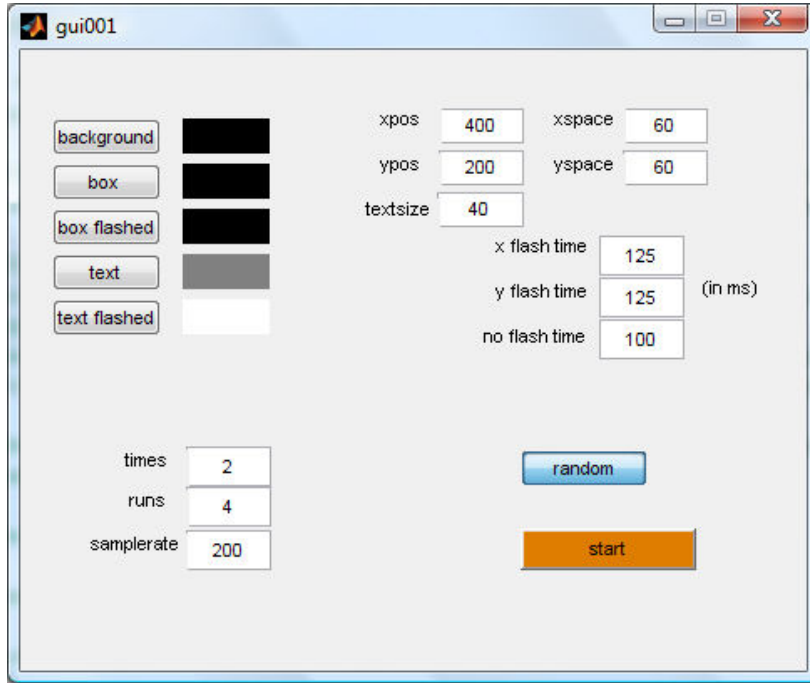 gui001
background
box
box flashed
text
text flashed
xpos 400 xspace 60
ypos 200 yspace 60
textsize 40
x flash time 125
y flash time 125 (in ms)
no flash time 100
times 2
runs 4
samplerate 200
random
start